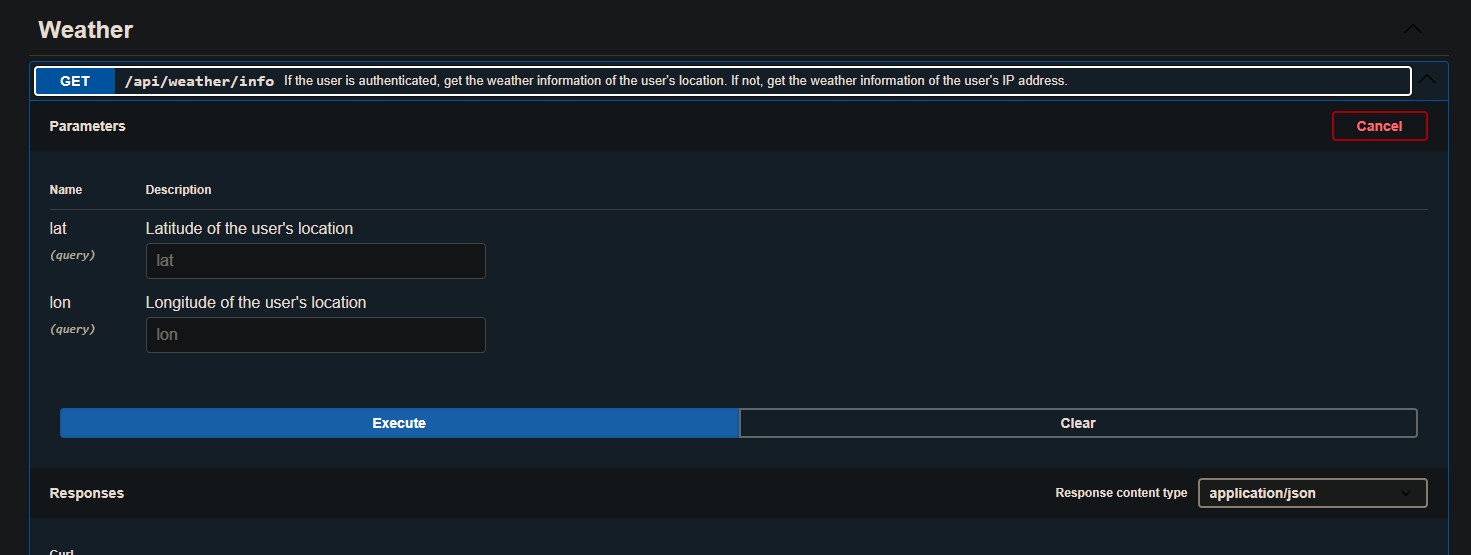 Weather
GET /api/weather/info If the user is authenticated, get the weather information of the user's location. If not, get the weather information of the user's IP address.
Parameters Cancel
Name Description
lat Latitude of the user's location
(query) lat
lon Longitude of the user's location
(query) lon
Execute Clear
Responses Response content type application/json
Curl